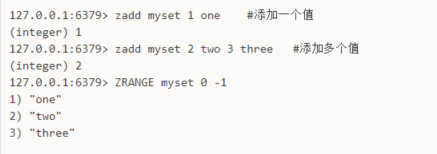 127.0.0.1:6379> zadd myset 1 one    #添加一个值
(integer) 1
127.0.0.1:6379> zadd myset 2 two 3 three   #添加多个值
(integer) 2
127.0.0.1:6379> ZRANGE myset 0 -1
1) "one"
2) "two"
3) "three"